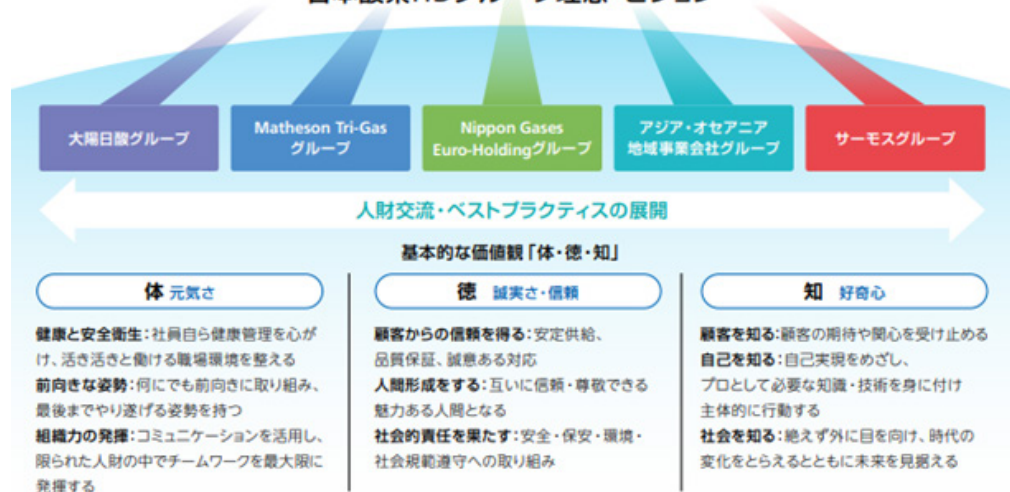 大陽日酸グループ
Matheson Tri-Gas
グループ
Nippon Gases
Euro-Holdingグループ
アジア・オセアニア
地域事業会社グループ
サーモスグループ
人財交流・ベストプラクティスの展開
基本的な価値観「体・徳・知」
体 元気さ
健康と安全衛生：社員自ら健康管理を心が
け、活き活きと働ける職場環境を整える
前向きな姿勢：何にでも前向きに取り組み、
最後までやり遂げる姿勢を持つ
組織力の発揮：コミュニケーションを活用し、
限られた人財の中でチームワークを最大限に
発揮する
徳 誠実さ・信頼
顧客からの信頼を得る：安定供給、
品質保証、誠意ある対応
人間形成をする：互いに信頼・尊敬できる
魅力ある人間となる
社会的責任を果たす：安全・保安・環境・
社会規範遵守への取り組み
知 好奇心
顧客を知る：顧客の期待や関心を受け止める
自己を知る：自己実現をめざし、
プロとして必要な知識・技術を身に付け
主体的に行動する
社会を知る：絶えず外に目を向け、時代の
変化をとらえるとともに未来を見据える